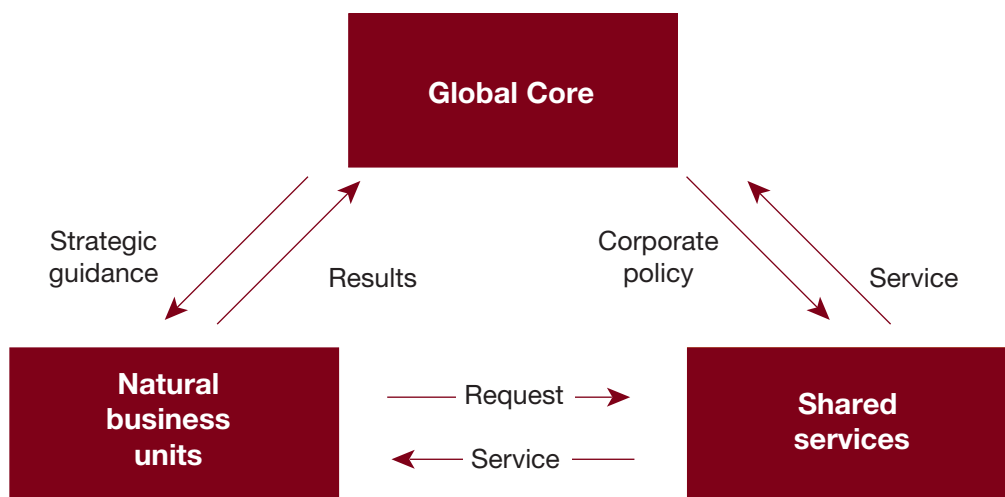 Global Core
Strategic
guidance
Results
Corporate
policy
Service
Natural
business
units
Request
Service
Shared
services